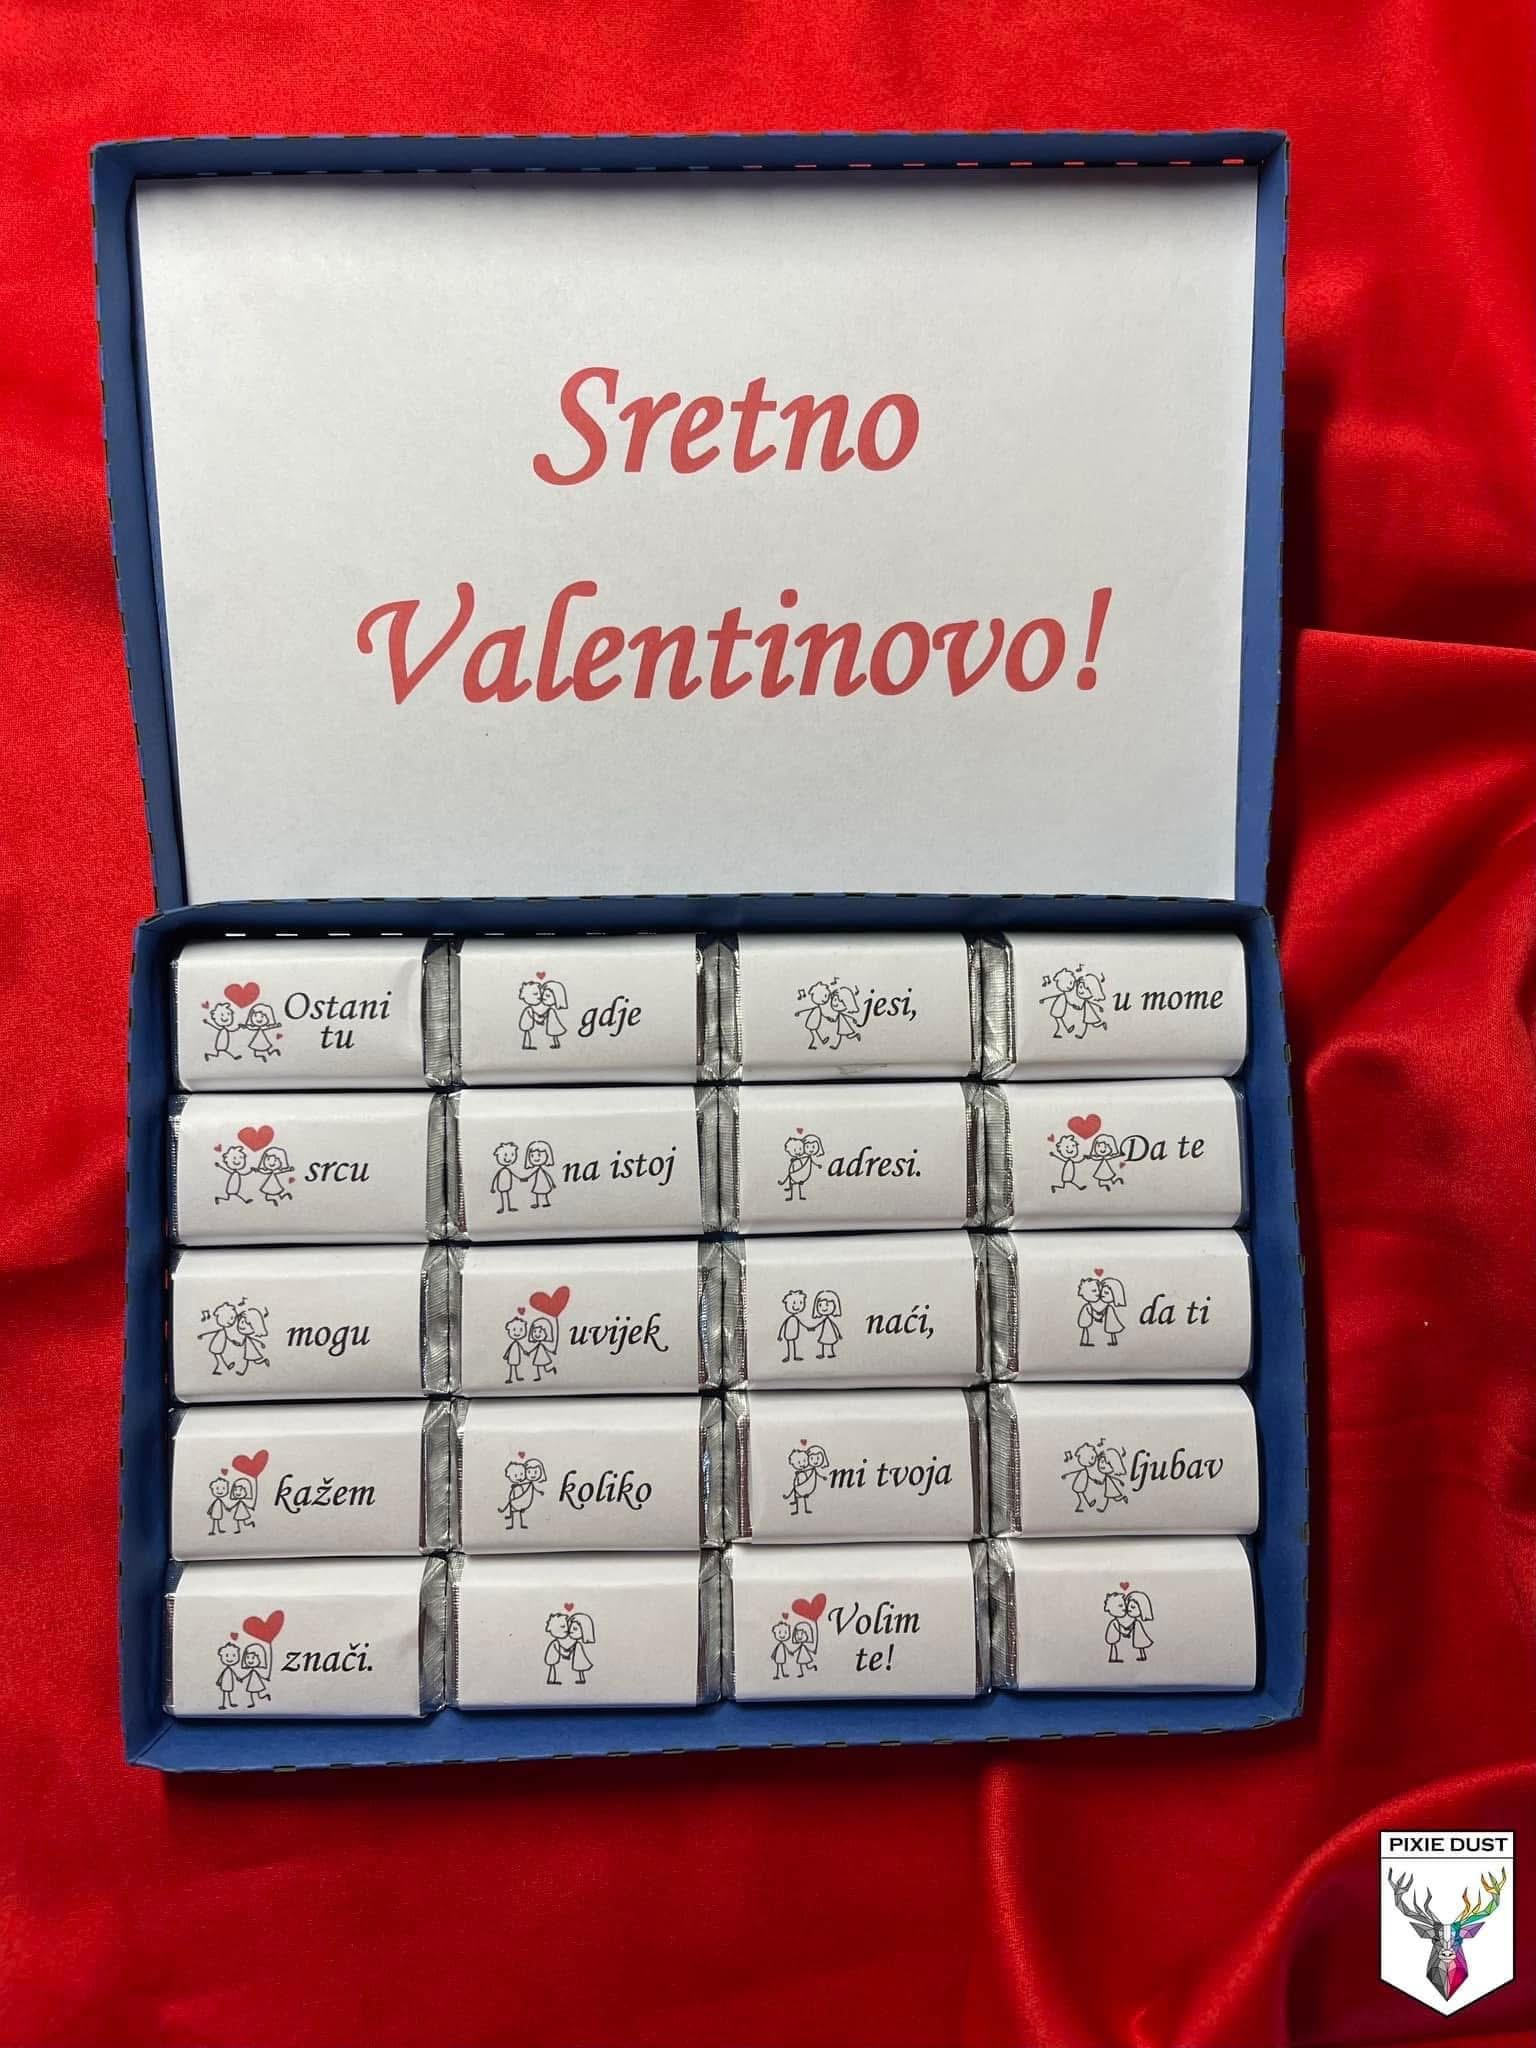 Sretno
Valentinovo!
Ostani
tu
gdje
jesi,
u mome
srcu
na istoj
adresi.
Da te
mogu
uvijek
naći,
da ti
kažem
koliko
mi tvoja
ljubav
znači.
Volim
te!
PIXIE DUST